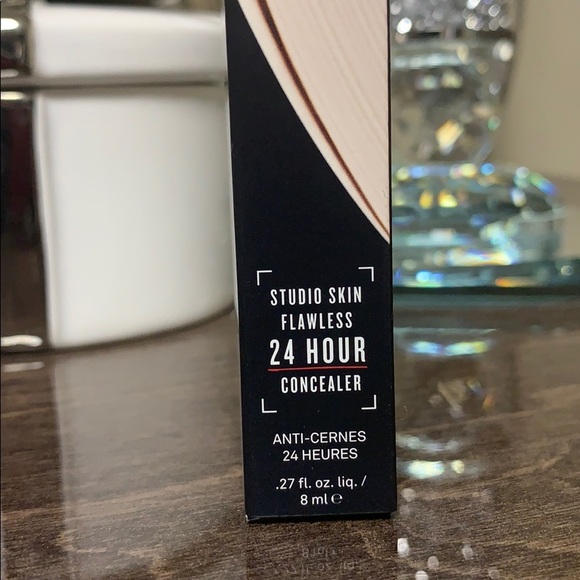 STUDIO SKIN
FLAWLESS
24 HOUR
CONCEALER
ANTI-CERNES
24 HEURES
.27 fl. oz. liq. /
8 ml ℮